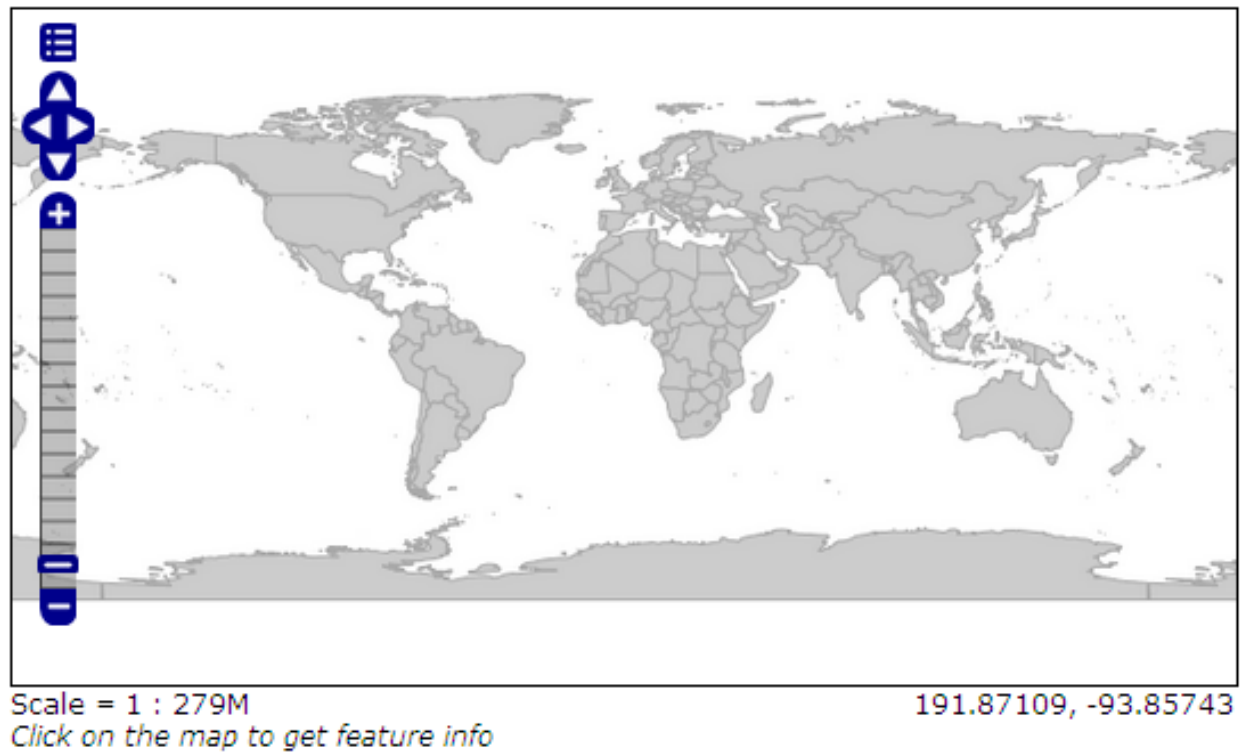 Scale = 1 : 279M
191.87109, -93.85743
Click on the map to get feature info